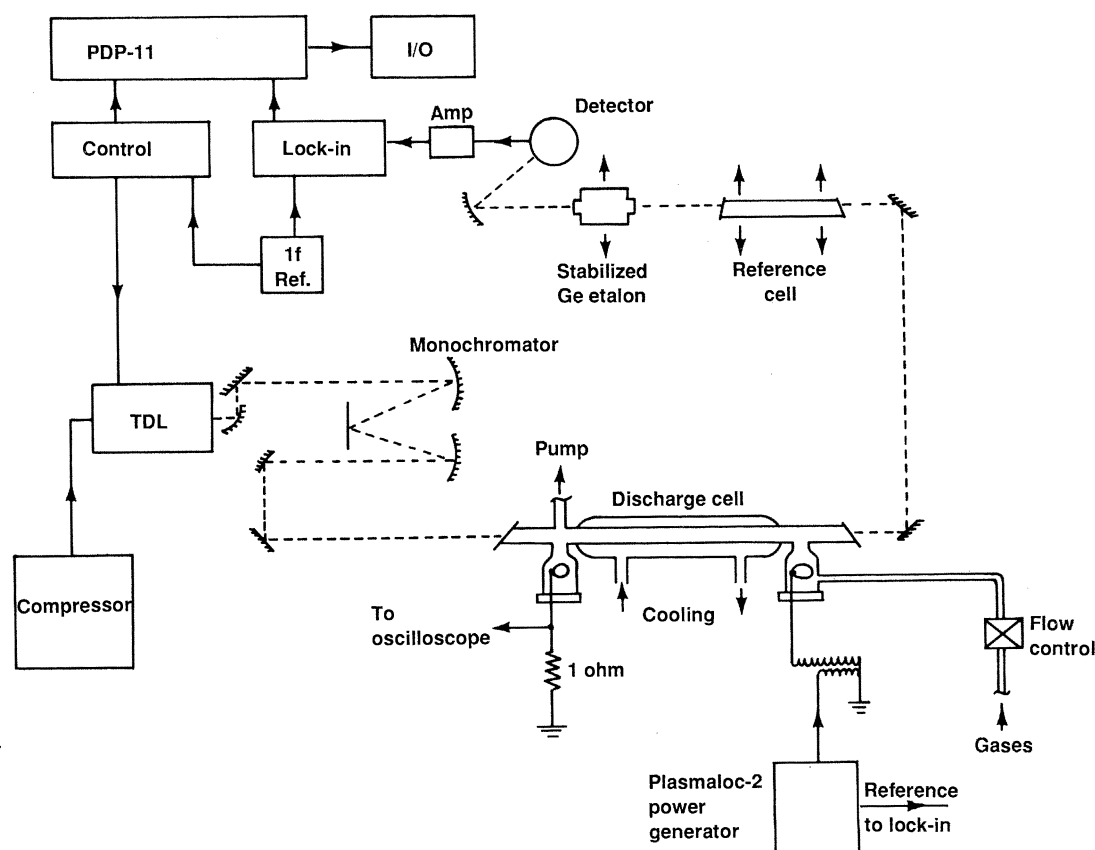 PDP-11
I/O
Control
Lock-in
Amp
Detector
1f
Ref.
Stabilized
Ge etalon
Reference
cell
Monochromator
TDL
Pump
Discharge cell
Compressor
To
oscilloscope
Cooling
1 ohm
Flow
control
Gases
Plasmaloc-2
power
generator
Reference
to lock-in